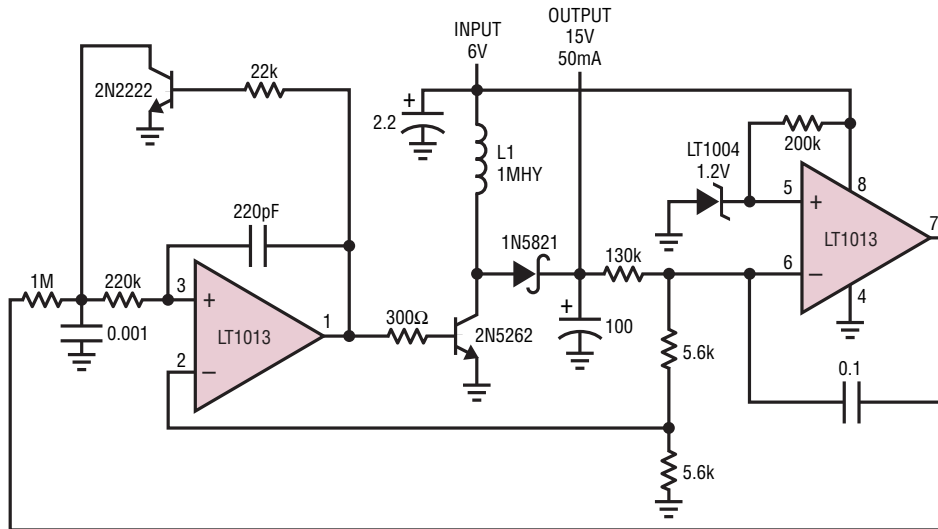 INPUT
6V
OUTPUT
15V
50mA
2N2222
22k
+
2.2
L1
1MHY
LT1004
1.2V
200k
5
+
8
LT1013
7
6
−
4
220pF
1N5821
130k
1M
220k
3
+
LT1013
1
2
−
0.001
300Ω
2N5262
+
100
5.6k
0.1
5.6k